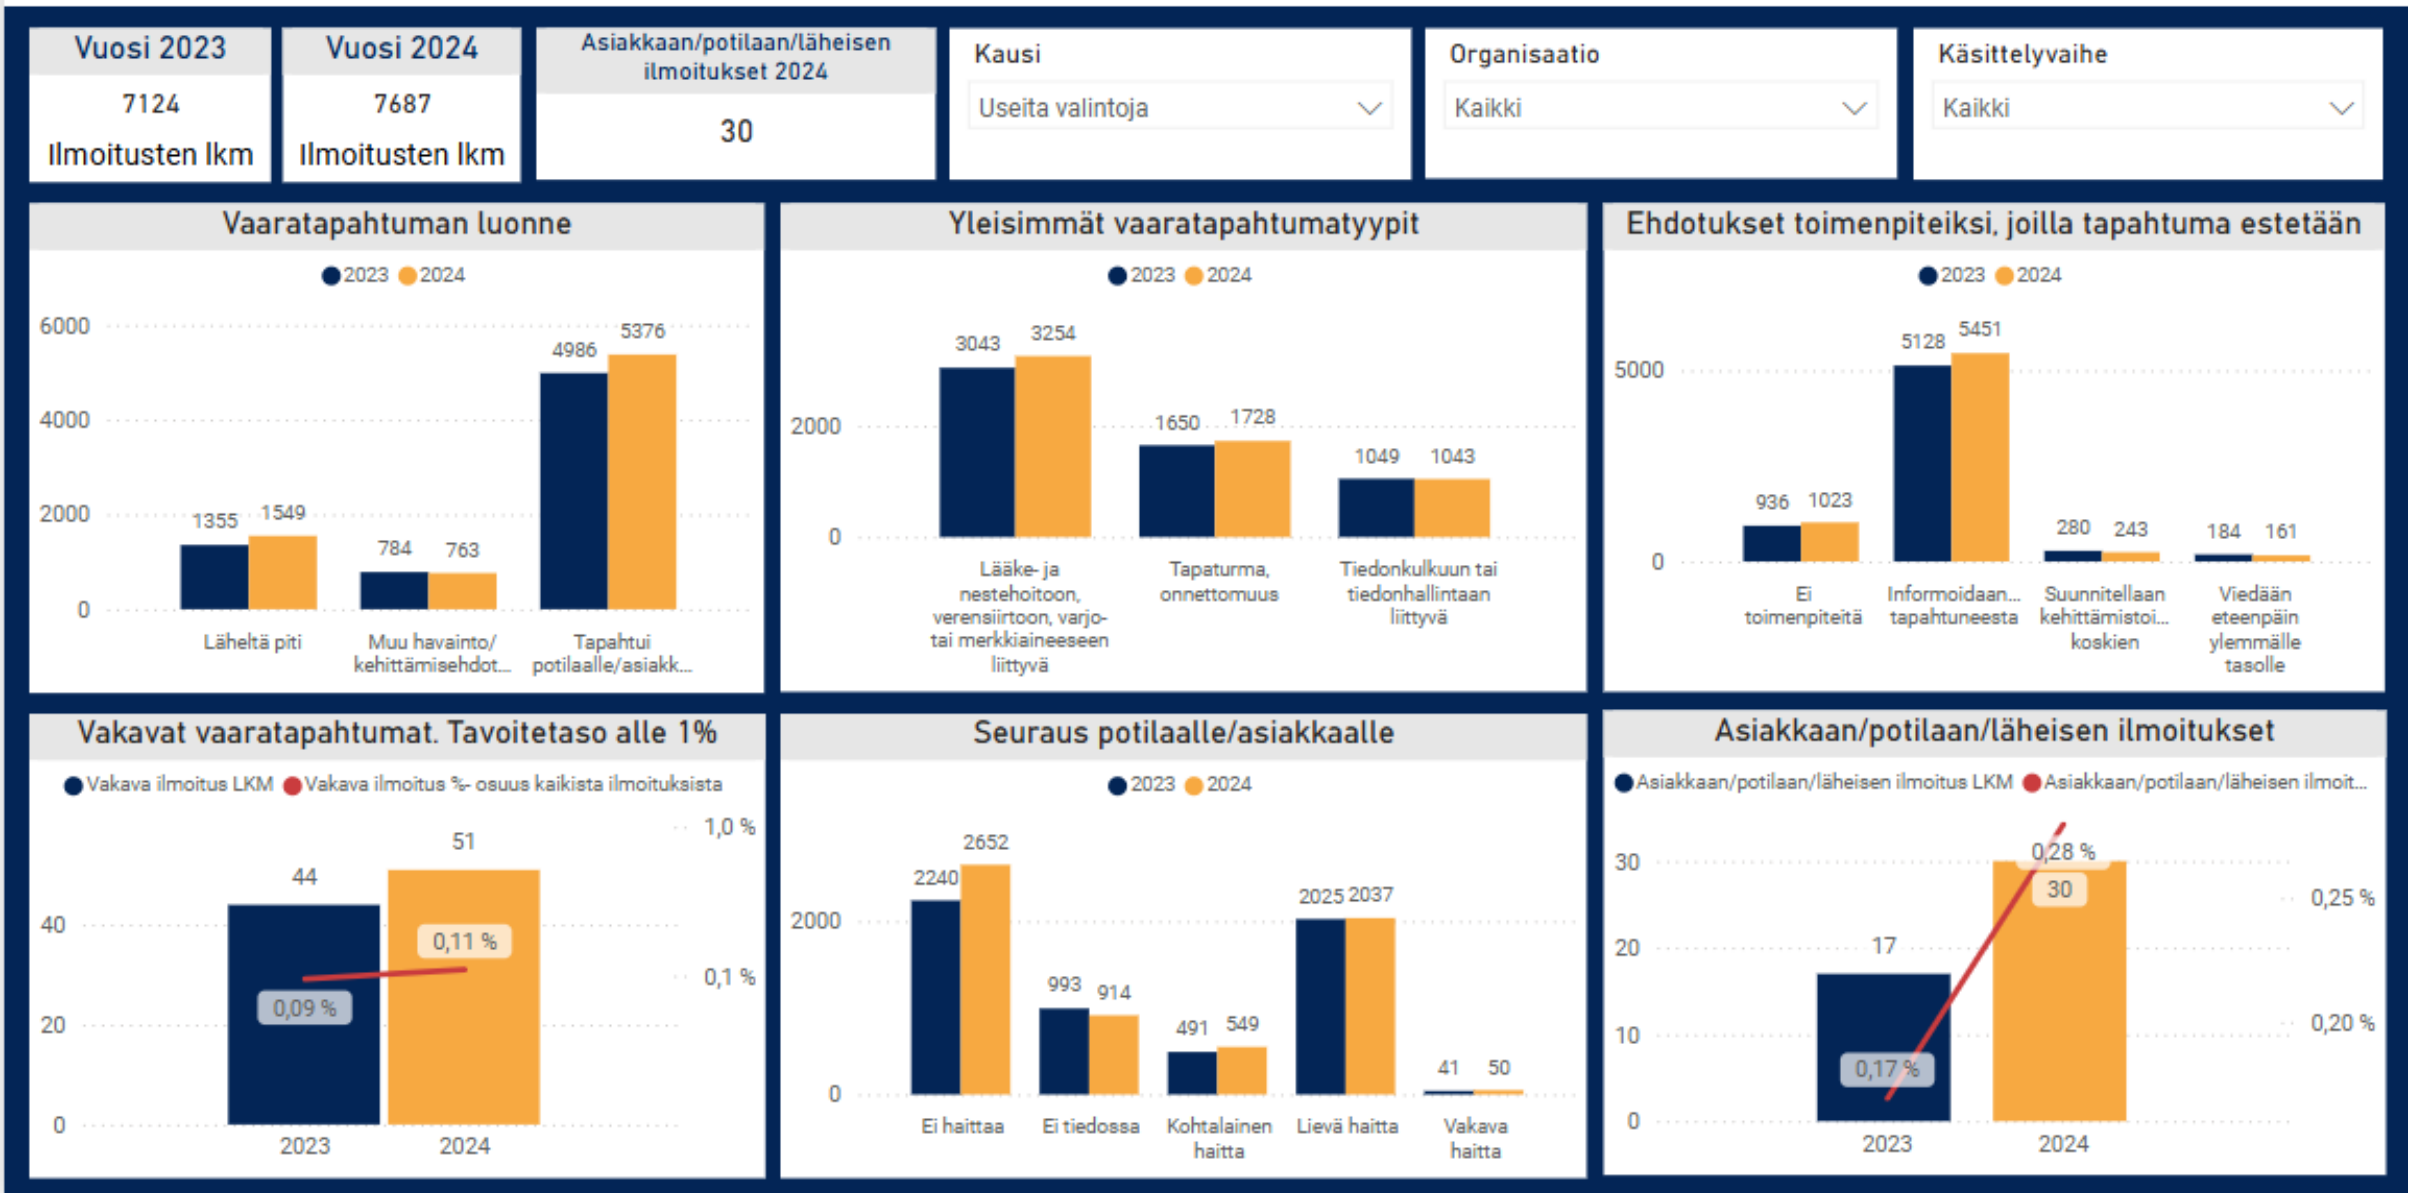 Vuosi 2023
7124
Ilmoitusten lkm
Vuosi 2024
7687
Ilmoitusten lkm
Asiakkaan/potilaan/läheisen
ilmoitukset 2024
30
Kausi
Useita valintoja
Organisaatio
Kaikki
Käsittelyvaihe
Kaikki
Vaaratapahtuman luonne
2023 2024
6000
4000
2000
0
1355 1549
784 763
4986 5376
Läheltä piti
Muu havainto/
kehittämisehdot...
Tapahtui
potilaalle/asiakk...
Yleisimmät vaaratapahtumatyypit
2023 2024
2000
0
3043 3254
1650 1728
1049 1043
Lääke- ja
nestehoitoon,
verensiirtoon, varjo-
tai merkkiaineeseen
liittyvä
Tapaturma,
onnettomuus
Tiedonkulkuun tai
tiedonhallintaan
liittyvä
Ehdotukset toimenpiteiksi, joilla tapahtuma estetään
2023 2024
5000
0
936 1023
5128 5451
280 243
184 161
Ei
toimenpiteitä
Informoidaan...
tapahtuneesta
Suunnitellaan
kehittämistoi...
koskien
Viedään
eteenpäin
ylemmälle
tasolle
Vakavat vaaratapahtumat. Tavoitetaso alle 1%
Vakava ilmoitus LKM Vakava ilmoitus %- osuus kaikista ilmoituksista
40
20
0
44
51
0,09 %
0,11 %
1,0 %
0,1 %
2023 2024
Seuraus potilaalle/asiakkaalle
2023 2024
2000
0
2240 2652
993 914
491 549
2025 2037
41 50
Ei haittaa
Ei tiedossa
Kohtalainen
haitta
Lievä haitta
Vakava
haitta
Asiakkaan/potilaan/läheisen ilmoitukset
Asiakkaan/potilaan/läheisen ilmoitus LKM Asiakkaan/potilaan/läheisen ilmoit...
30
20
10
0
17
0,17 %
0,28 %
30
0,25 %
0,20 %
2023 2024